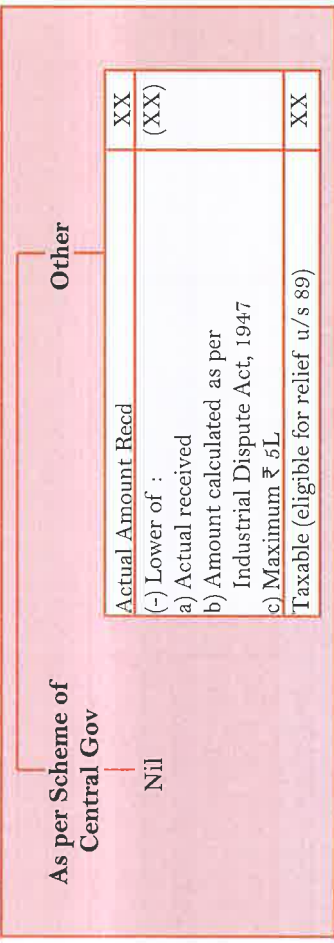 As per Scheme of
Central Gov
Nil
Other
Actual Amount Recd XX
(-) Lower of : (XX)
a) Actual received
b) Amount calculated as per
Industrial Dispute Act, 1947
c) Maximum ₹ 5L
Taxable (eligible for relief u/s 89) XX